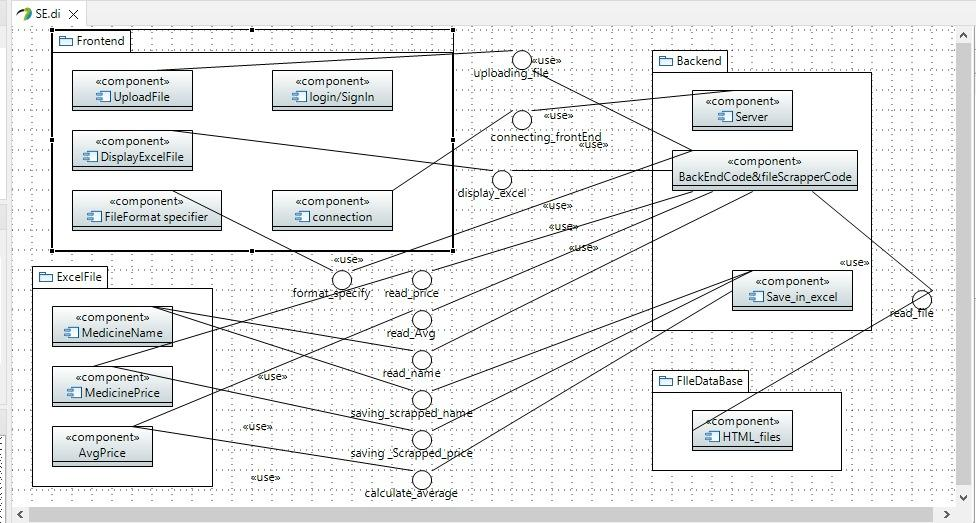 SE.di
Frontend
«component»
UploadFile
«component»
login/SignIn
«component»
DisplayExcelFile
«component»
FileFormat specifier
«component»
connection
«use»
uploading_file
«use»
connecting_frontEnd
«use»
display_excel
«use»
«use»
«use»
Backend
«component»
Server
«component»
BackEndCode&fileScrapperCode
«use»
«component»
Save_in_excel
read_file
«use»
format_specify
read_price
read_Avg
read_name
saving_scrapped_name
saving _Scrapped_price
calculate_average
ExcelFile
«component»
MedicineName
«component»
MedicinePrice
«component»
AvgPrice
«use»
«use»
«use»
FIleDataBase
«component»
HTML_files